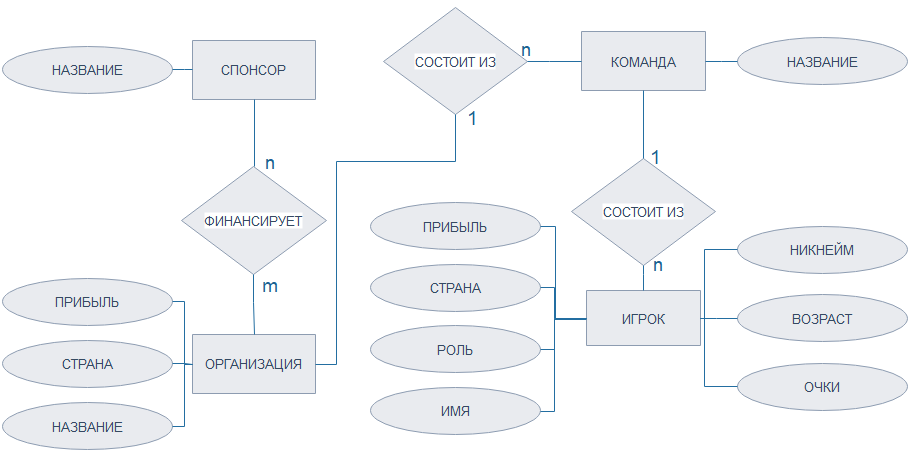 НАЗВАНИЕ
СПОНСОР
СОСТОИТ ИЗ
n
КОМАНДА
НАЗВАНИЕ
1
n
1
ФИНАНСИРУЕТ
СОСТОИТ ИЗ
ПРИБЫЛЬ
НИКНЕЙМ
n
m
СТРАНА
ПРИБЫЛЬ
ИГРОК
ВОЗРАСТ
РОЛЬ
СТРАНА
ОРГАНИЗАЦИЯ
ОЧКИ
ИМЯ
НАЗВАНИЕ